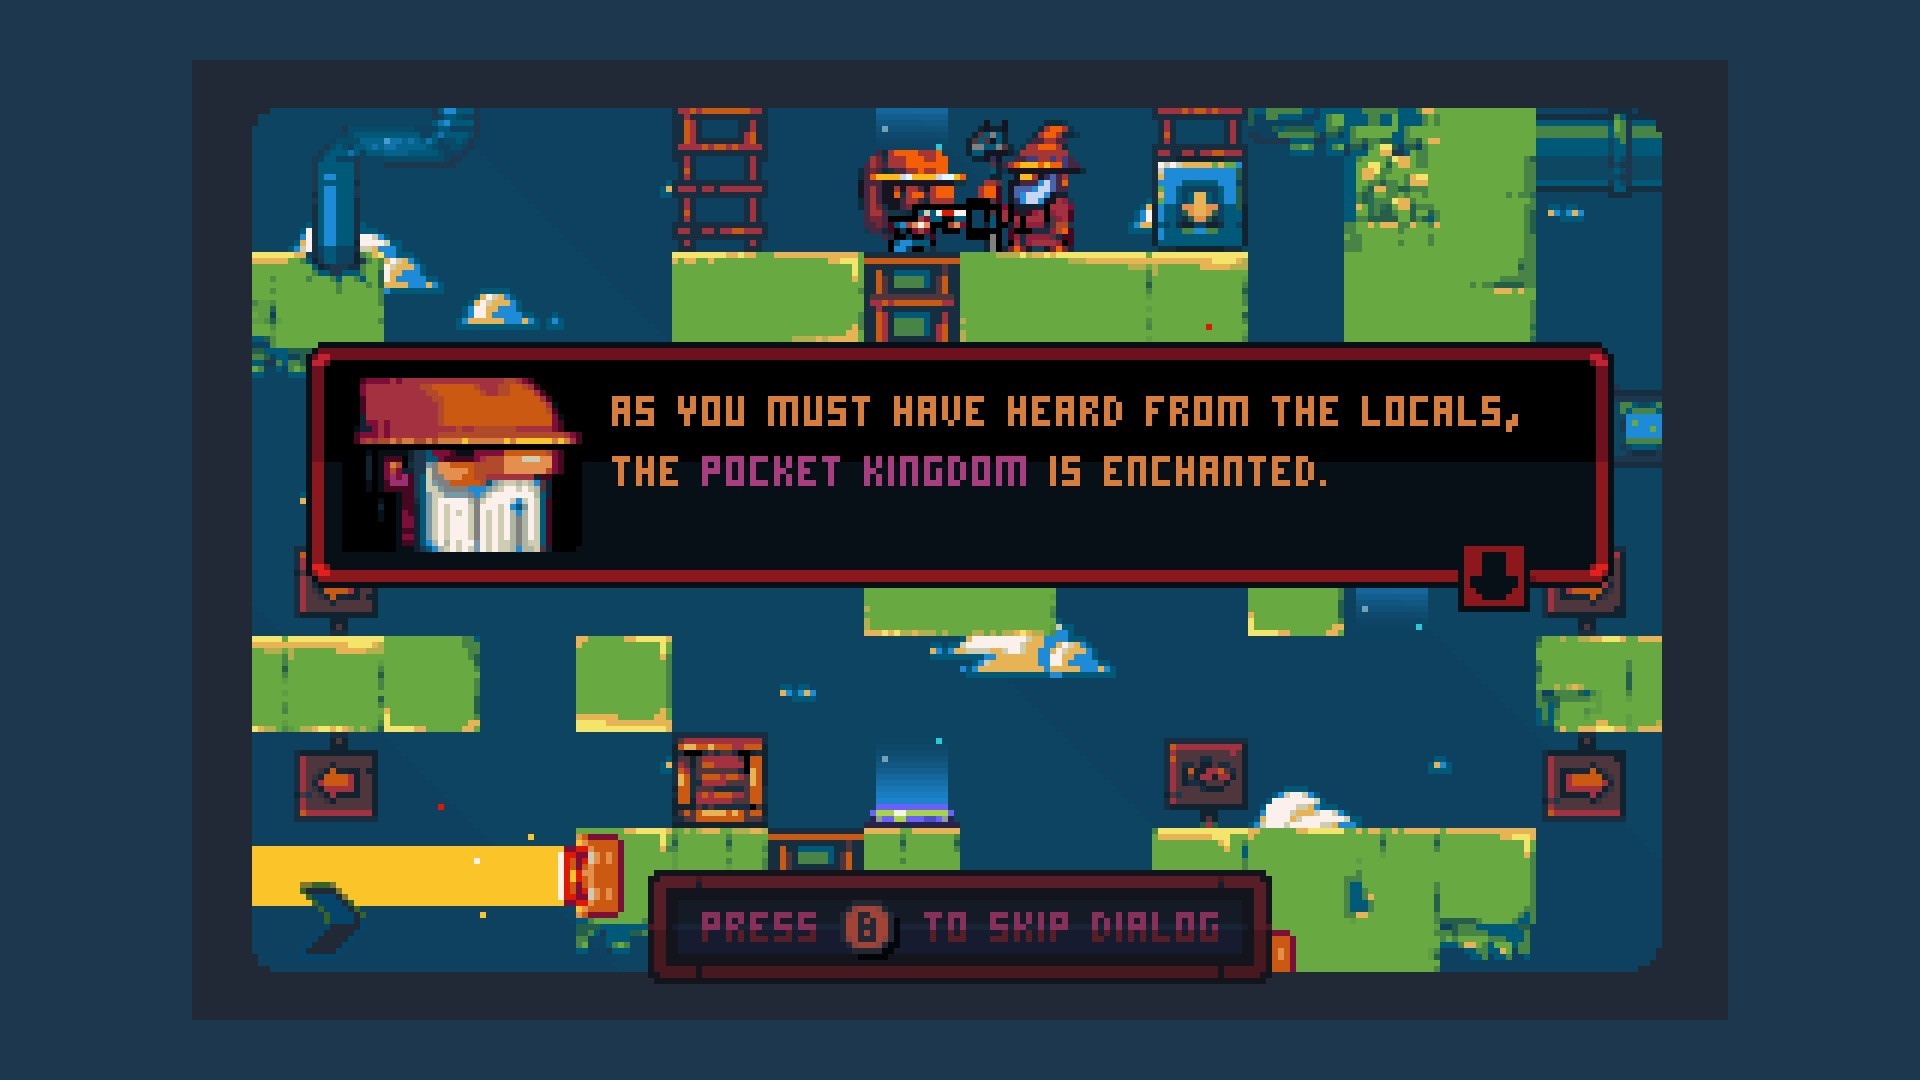 AS YOU MUST HAVE HEARD FROM THE LOCALS,
THE POCKET KINGDOM IS ENCHANTED.
PRESS B TO SKIP DIALOG